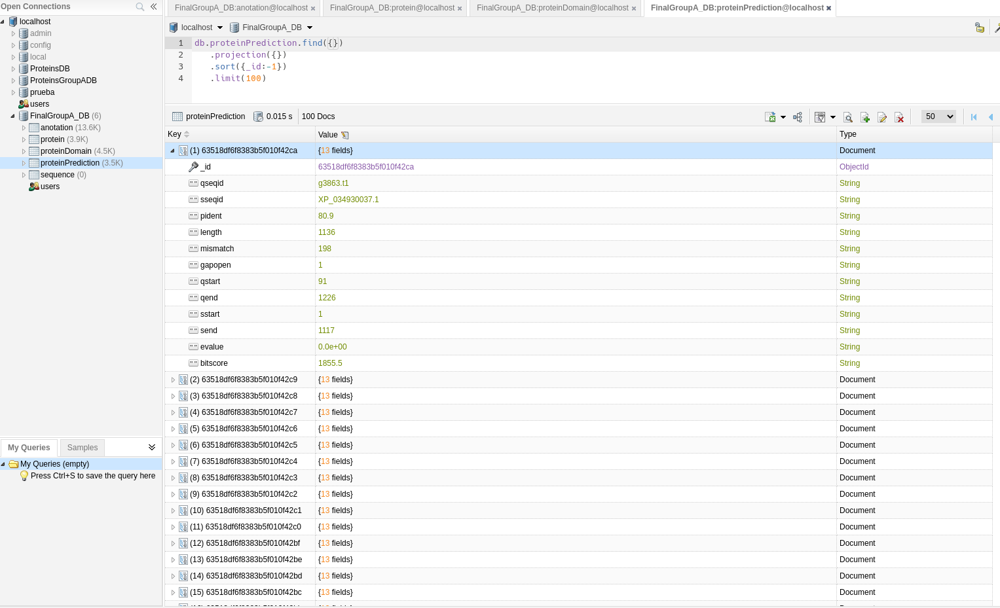 Open Connections
localhost
admin
config
local
ProteinsDB
ProteinsGroupADB
prueba
users
FinalGroupA_DB (6)
anotation (13.6K)
protein (3.9K)
proteinDomain (4.5K)
proteinPrediction (3.5K)
sequence (0)
users
My Queries Samples
My Queries (empty)
Press Ctrl+S to save the query here
FinalGroupA_DB:anotation@localhost FinalGroupA_DB:protein@localhost FinalGroupA_DB:proteinDomain@localhost FinalGroupA_DB:proteinPrediction@localhost
localhost FinalGroupA_DB
1 db.proteinPrediction.find({})
2 .projection({})
3 .sort({_id:-1})
4 .limit(100)
proteinPrediction 0.015 s 100 Docs 50
Key Value Type
(1) 63518df6f8383b5f010f42ca {13 fields} Document
_id 63518df6f8383b5f010f42ca ObjectId
qseqid g3863.t1 String
sseqid XP_034930037.1 String
pident 80.9 String
length 1136 String
mismatch 198 String
gapopen 1 String
qstart 91 String
qend 1226 String
sstart 1 String
send 1117 String
evalue 0.0e+00 String
bitscore 1855.5 String
(2) 63518df6f8383b5f010f42c9 {13 fields} Document
(3) 63518df6f8383b5f010f42c8 {13 fields} Document
(4) 63518df6f8383b5f010f42c7 {13 fields} Document
(5) 63518df6f8383b5f010f42c6 {13 fields} Document
(6) 63518df6f8383b5f010f42c5 {13 fields} Document
(7) 63518df6f8383b5f010f42c4 {13 fields} Document
(8) 63518df6f8383b5f010f42c3 {13 fields} Document
(9) 63518df6f8383b5f010f42c2 {13 fields} Document
(10) 63518df6f8383b5f010f42c1 {13 fields} Document
(11) 63518df6f8383b5f010f42c0 {13 fields} Document
(12) 63518df6f8383b5f010f42bf {13 fields} Document
(13) 63518df6f8383b5f010f42be {13 fields} Document
(14) 63518df6f8383b5f010f42bd {13 fields} Document
(15) 63518df6f8383b5f010f42bc {13 fields} Document